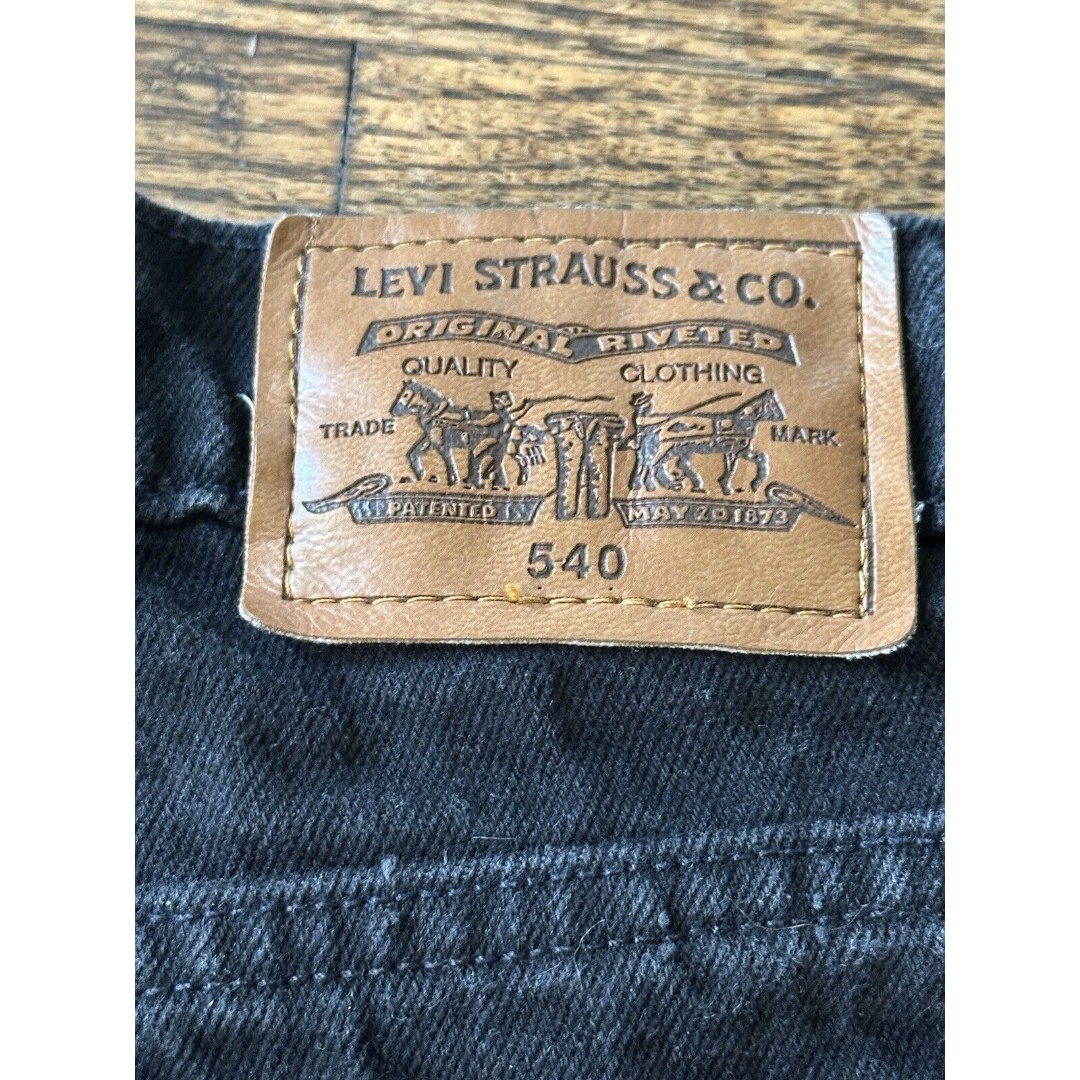 LEVI STRAUSS & CO.
ORIGINAL RIVETED
QUALITY CLOTHING
TRADE MARK
PATENTED MAY 20 1873
540